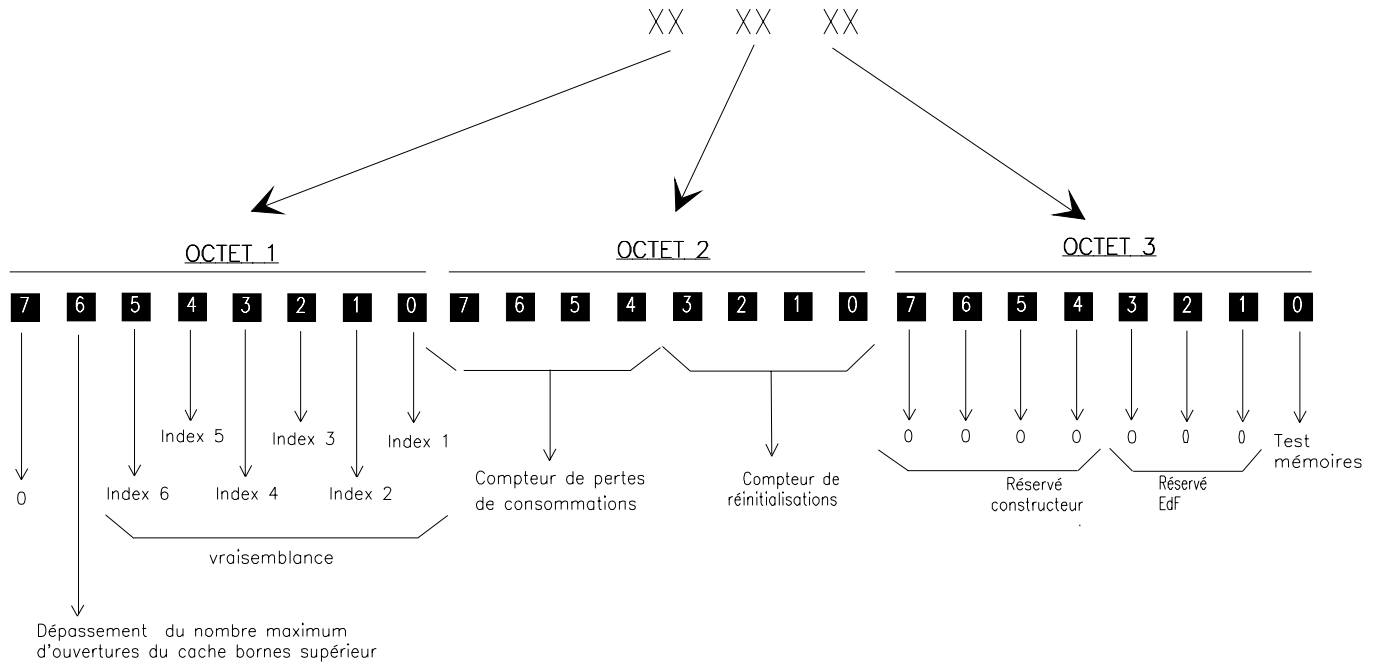 XX XX XX
OCTET 1 OCTET 2 OCTET 3
7 6 5 4 3 2 1 0 7 6 5 4 3 2 1 0 7 6 5 4 3 2 1 0
Index 5 Index 3 Index 1 0 0 0 0 0 0 0 Test
mémoires
0 Index 6 Index 4 Index 2
Compteur de pertes
de consommations
Compteur de
réinitialisations
Réservé
constructeur
Réservé
EdF
vraisemblance
Dépassement du nombre maximum
d'ouvertures du cache bornes supérieur